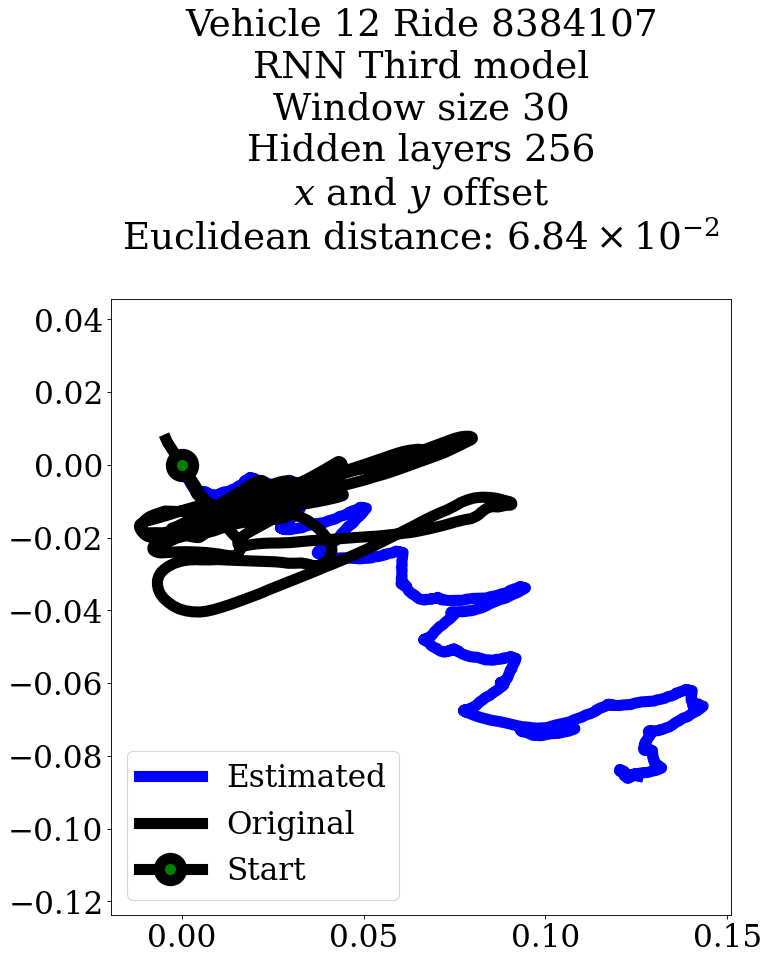 Vehicle 12 Ride 8384107
RNN Third model
Window size 30
Hidden layers 256
x and y offset
Euclidean distance: 6.84 × 10⁻²
0.04
0.02
0.00
−0.02
−0.04
−0.06
−0.08
−0.10
−0.12
Estimated
Original
Start
0.00 0.05 0.10 0.15